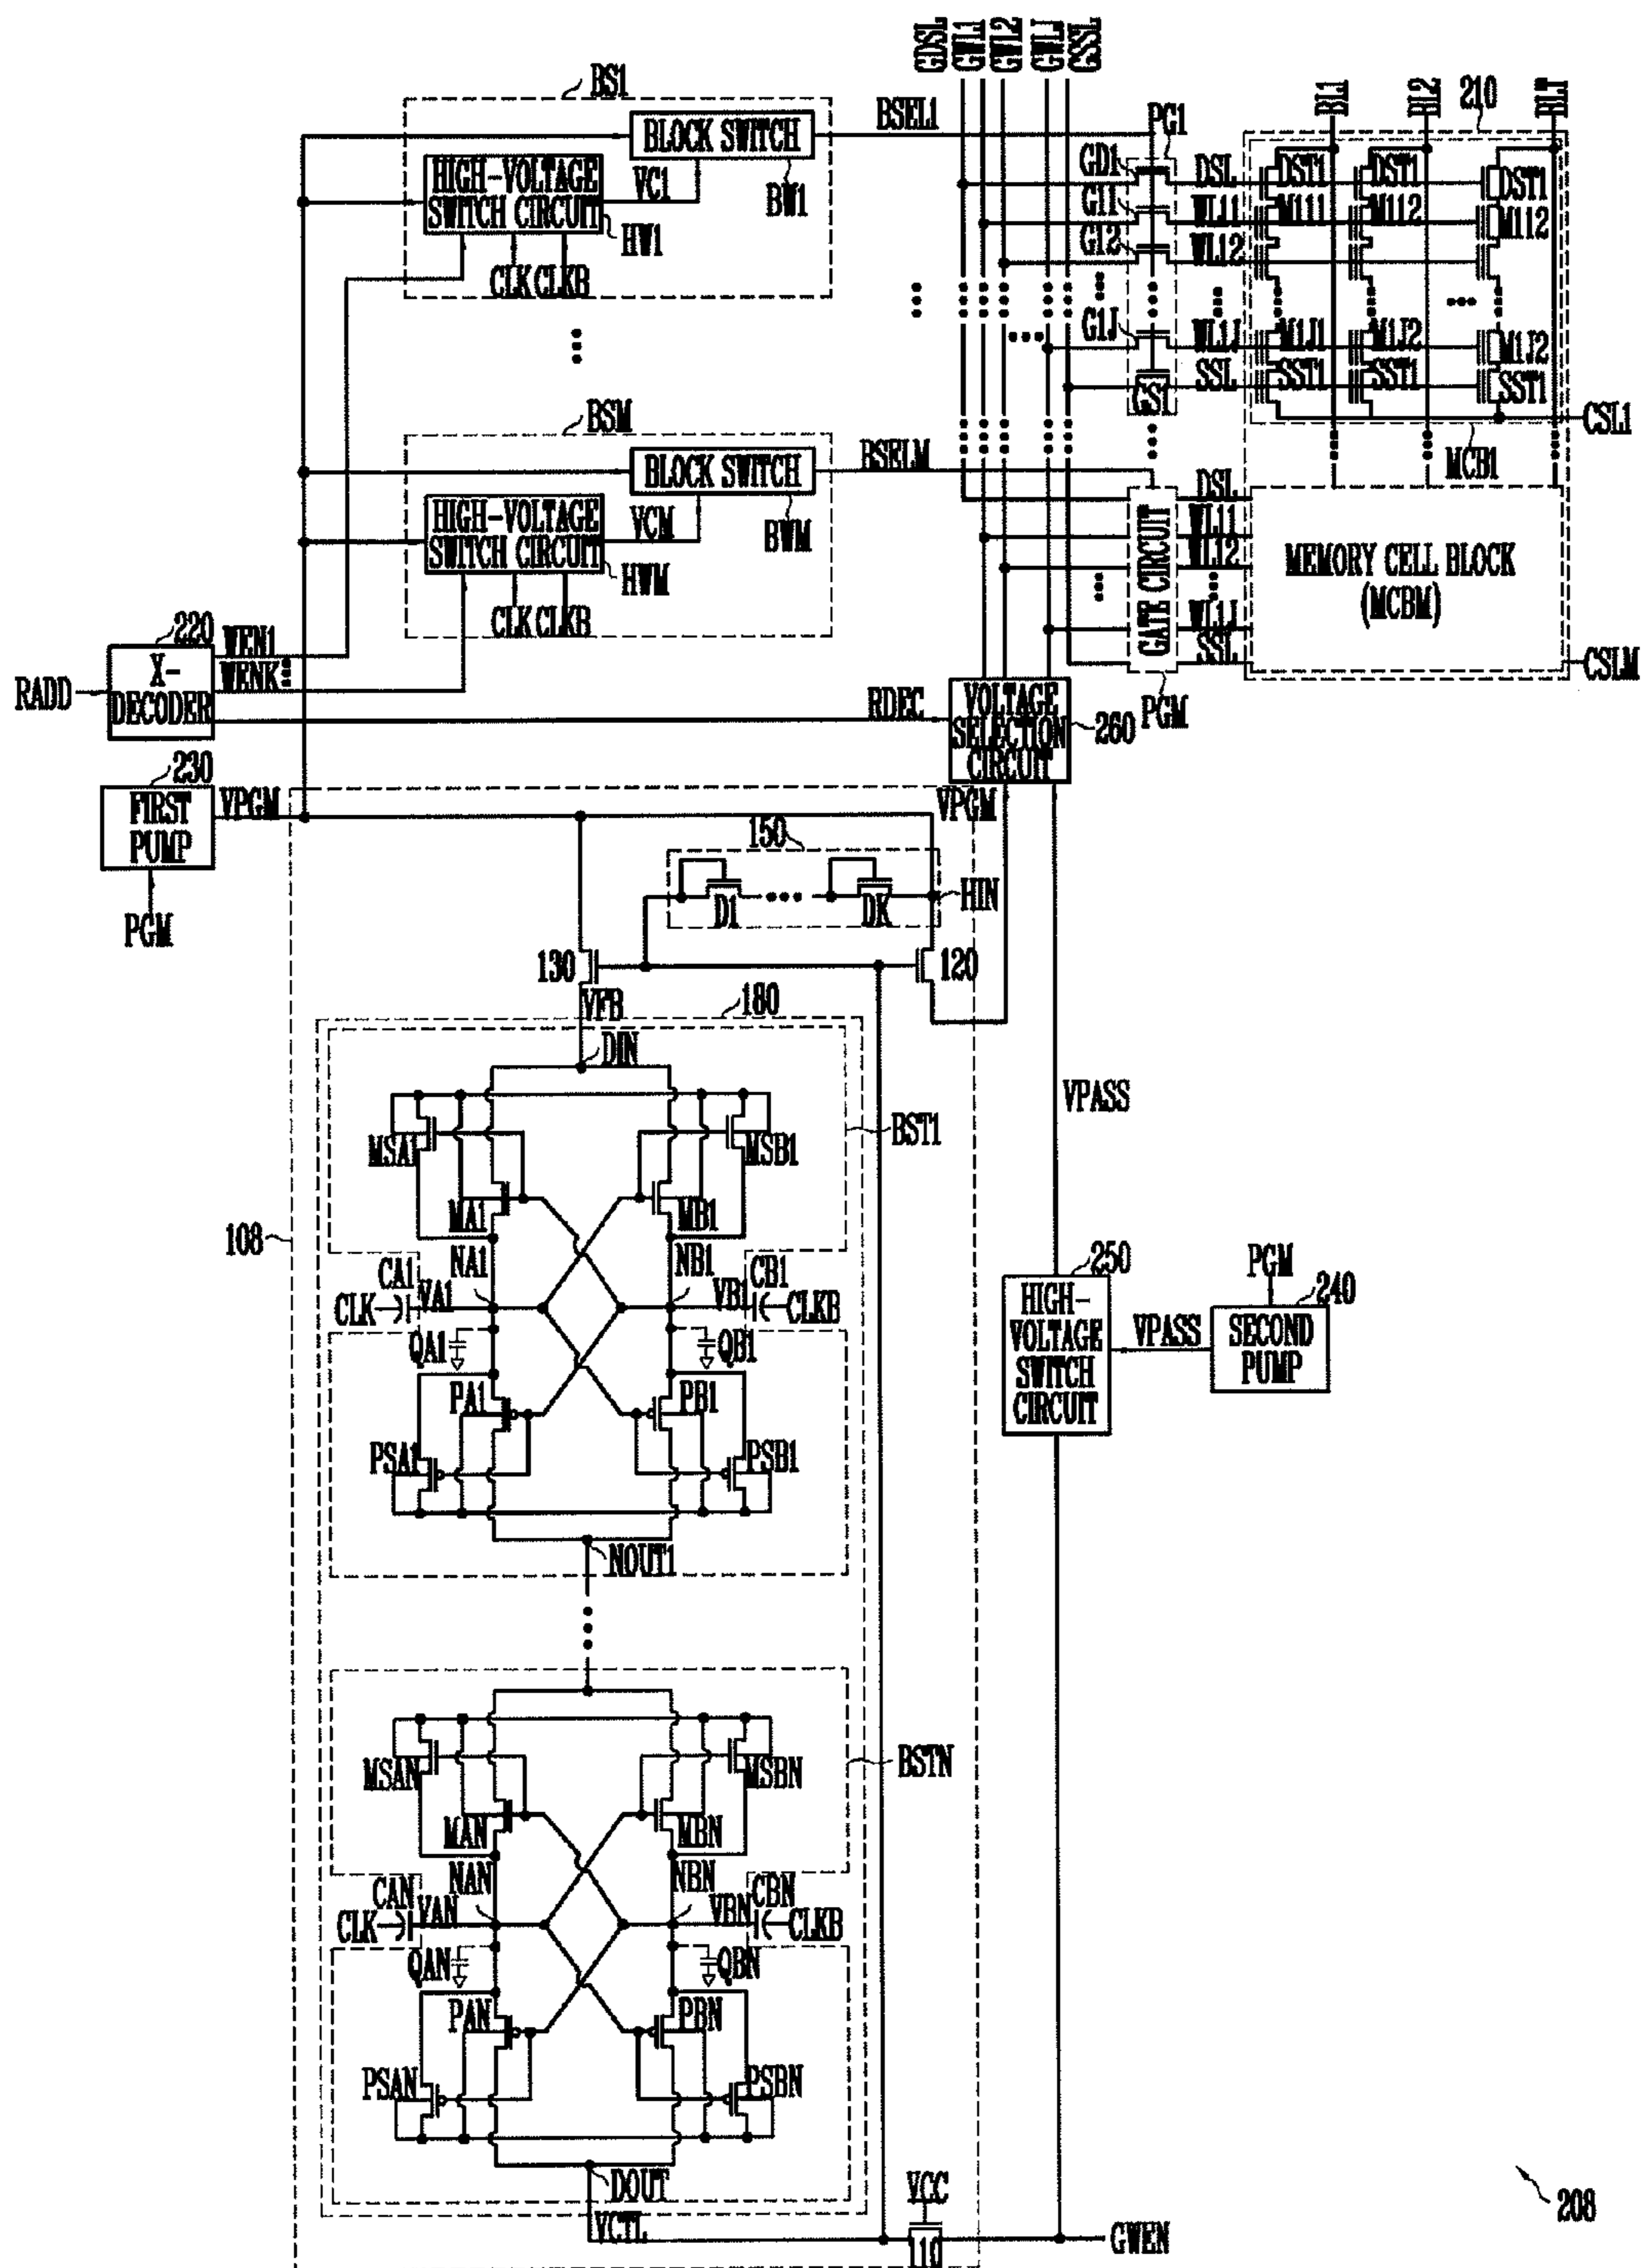 GDSL
GWL1
GWL2
GWLJ
GSSL
BS1
BLOCK SWITCH
BSEL1
HIGH-VOLTAGE
SWITCH CIRCUIT
VC1
BW1
HW1
CLK CLKB
PG1
GD1
G11
G12
G1J
GS1
DSL
WL11
WL12
WL1J
SSL
BL1
BL2
210
BLT
DST1
DST1
DST1
M111
M112
M112
M1J1
M1J2
M1J2
SST1
SST1
SST1
CSL1
MCB1
BSM
BLOCK SWITCH
BSELM
HIGH-VOLTAGE
SWITCH CIRCUIT
VCM
BWM
HWM
CLK CLKB
GATE CIRCUIT
DSL
WL11
WL12
WL1J
SSL
MEMORY CELL BLOCK
(MCBM)
CSLM
PGM
220
WEN1
WENK
RADD
X-
DECODER
RDEC
VOLTAGE
SELECTION
CIRCUIT
260
230
FIRST
PUMP
VPGM
PGM
VPGM
150
D1
DK
HIN
130
120
VFB
180
DIN
VPASS
MSA1
MSB1
BST1
MA1
MB1
108
NA1
NB1
CA1
CB1
CLK
VA1
VB1
CLKB
QA1
QB1
PA1
PB1
PSA1
PSB1
NOUT1
250
HIGH-
VOLTAGE
SWITCH
CIRCUIT
VPASS
PGM
240
SECOND
PUMP
MSAN
MSBN
BSTN
MAN
MBN
NAN
NBN
CAN
CBN
CLK
VAN
VBN
CLKB
QAN
QBN
PAN
PBN
PSAN
PSBN
DOUT
VCTL
VCC
110
GWEN
208